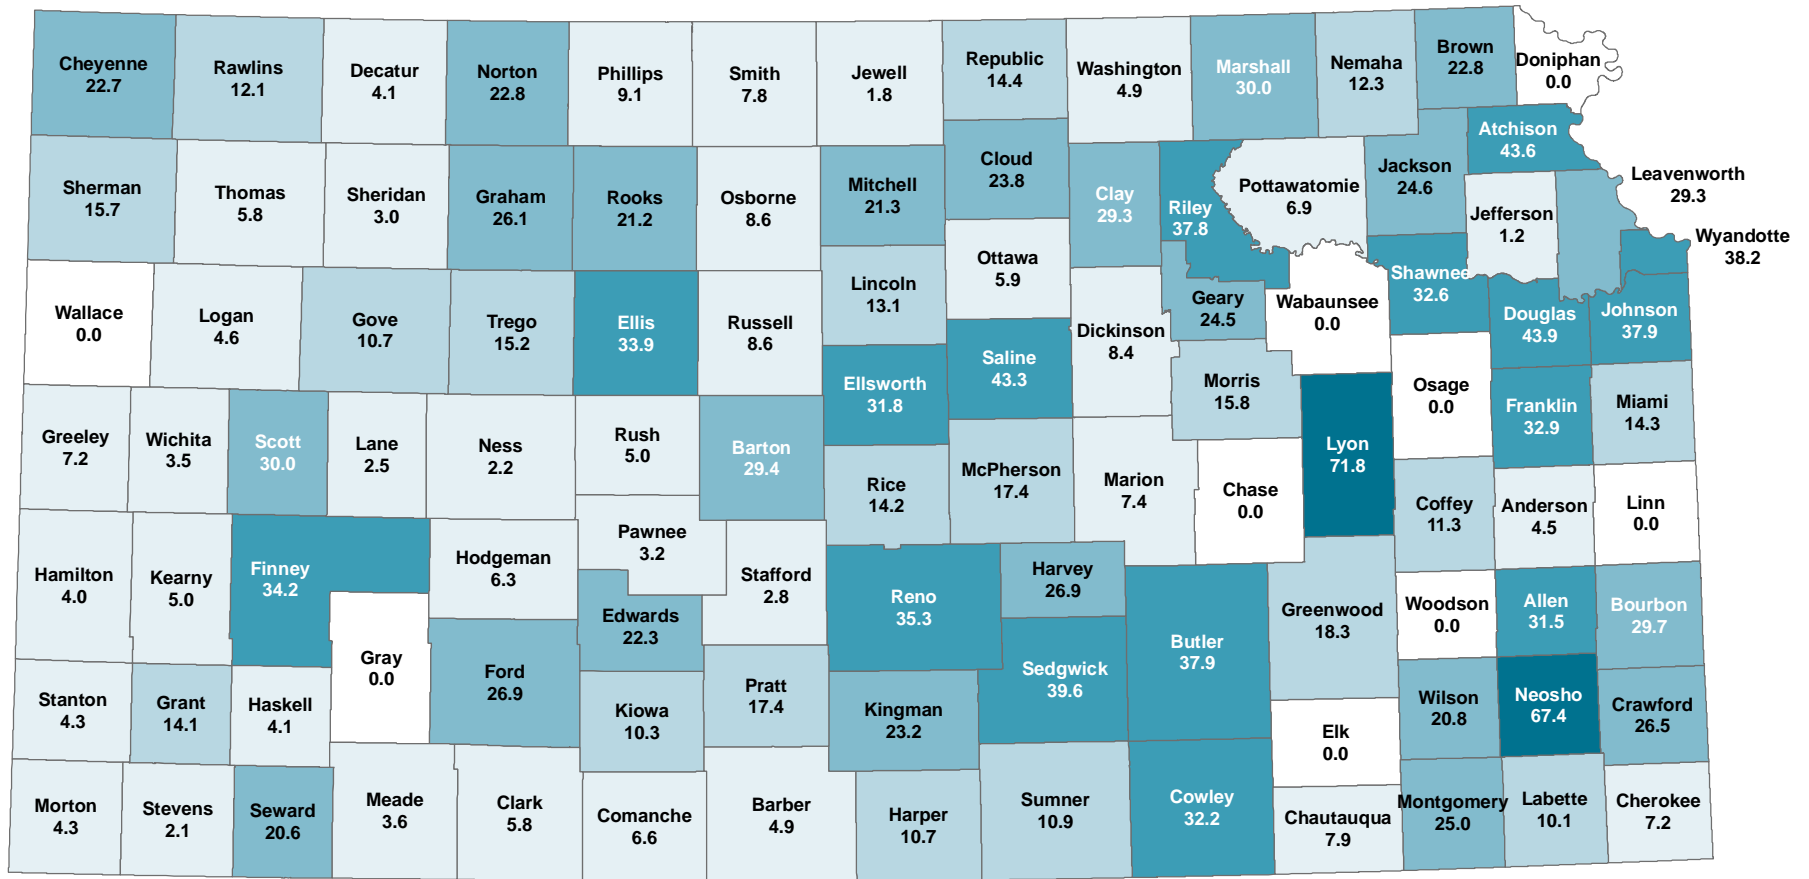 Cheyenne
22.7
Rawlins
12.1
Decatur
4.1
Norton
22.8
Phillips
9.1
Smith
7.8
Jewell
1.8
Republic
14.4
Washington
4.9
Marshall
30.0
Nemaha
12.3
Brown
22.8
Doniphan
0.0
Atchison
43.6
Sherman
15.7
Thomas
5.8
Sheridan
3.0
Graham
26.1
Rooks
21.2
Osborne
8.6
Mitchell
21.3
Cloud
23.8
Clay
29.3
Riley
37.8
Pottawatomie
6.9
Jackson
24.6
Jefferson
1.2
Leavenworth
29.3
Wyandotte
38.2
Wallace
0.0
Logan
4.6
Gove
10.7
Trego
15.2
Ellis
33.9
Russell
8.6
Lincoln
13.1
Ottawa
5.9
Saline
43.3
Dickinson
8.4
Geary
24.5
Wabaunsee
0.0
Shawnee
32.6
Douglas
43.9
Johnson
37.9
Greeley
7.2
Wichita
3.5
Scott
30.0
Lane
2.5
Ness
2.2
Rush
5.0
Barton
29.4
Ellsworth
31.8
Rice
14.2
McPherson
17.4
Marion
7.4
Morris
15.8
Chase
0.0
Lyon
71.8
Osage
0.0
Franklin
32.9
Miami
14.3
Coffey
11.3
Anderson
4.5
Linn
0.0
Hamilton
4.0
Kearny
5.0
Finney
34.2
Hodgeman
6.3
Pawnee
3.2
Stafford
2.8
Edwards
22.3
Reno
35.3
Harvey
26.9
Butler
37.9
Greenwood
18.3
Woodson
0.0
Allen
31.5
Bourbon
29.7
Stanton
4.3
Grant
14.1
Haskell
4.1
Gray
0.0
Ford
26.9
Kiowa
10.3
Pratt
17.4
Kingman
23.2
Sedgwick
39.6
Elk
0.0
Wilson
20.8
Neosho
67.4
Crawford
26.5
Morton
4.3
Stevens
2.1
Seward
20.6
Meade
3.6
Clark
5.8
Comanche
6.6
Barber
4.9
Harper
10.7
Sumner
10.9
Cowley
32.2
Chautauqua
7.9
Montgomery
25.0
Labette
10.1
Cherokee
7.2